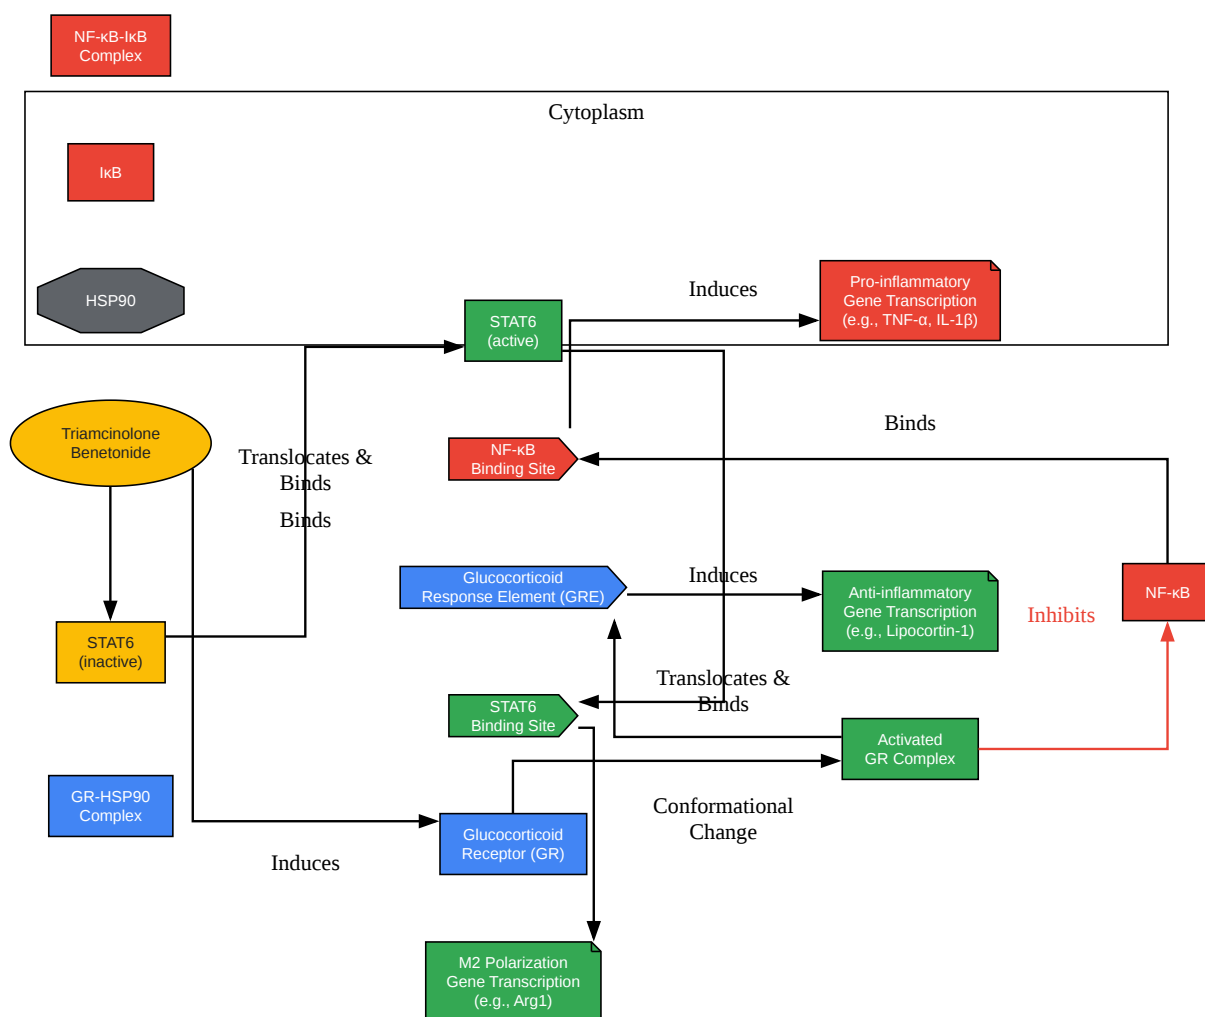 NF-κB-IκB
Complex
Cytoplasm
IκB
HSP90
STAT6
(active)
Induces
Pro-inflammatory
Gene Transcription
(e.g., TNF-α, IL-1β)
Triamcinolone
Benetonide
Translocates &
Binds
Binds
NF-κB
Binding Site
Binds
Glucocorticoid
Response Element (GRE)
Induces
Anti-inflammatory
Gene Transcription
(e.g., Lipocortin-1)
Inhibits
NF-κB
STAT6
(inactive)
Translocates &
Binds
STAT6
Binding Site
Activated
GR Complex
GR-HSP90
Complex
Conformational
Change
Glucocorticoid
Receptor (GR)
Induces
M2 Polarization
Gene Transcription
(e.g., Arg1)